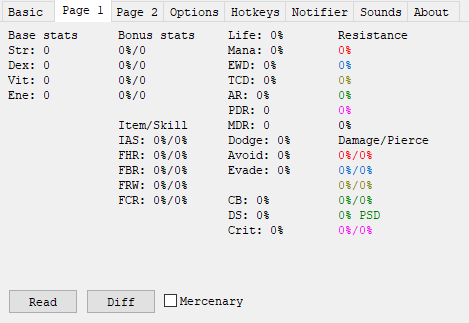 Basic Page 1 Page 2 Options Hotkeys Notifier Sounds About
Base stats Bonus stats Life: 0% Resistance
Str: 0 0%/0 Mana: 0% 0%
Dex: 0 0%/0 EWD: 0% 0%
Vit: 0 0%/0 TCD: 0% 0%
Ene: 0 0%/0 AR: 0% 0%
PDR: 0 0%
Item/Skill MDR: 0 0%
IAS: 0%/0% Dodge: 0% Damage/Pierce
FHR: 0%/0% Avoid: 0% 0%/0%
FBR: 0%/0% Evade: 0% 0%/0%
FRW: 0%/0% 0%/0%
FCR: 0%/0% CB: 0% 0%/0%
DS: 0% 0% PSD
Crit: 0% 0%/0%
Read Diff Mercenary